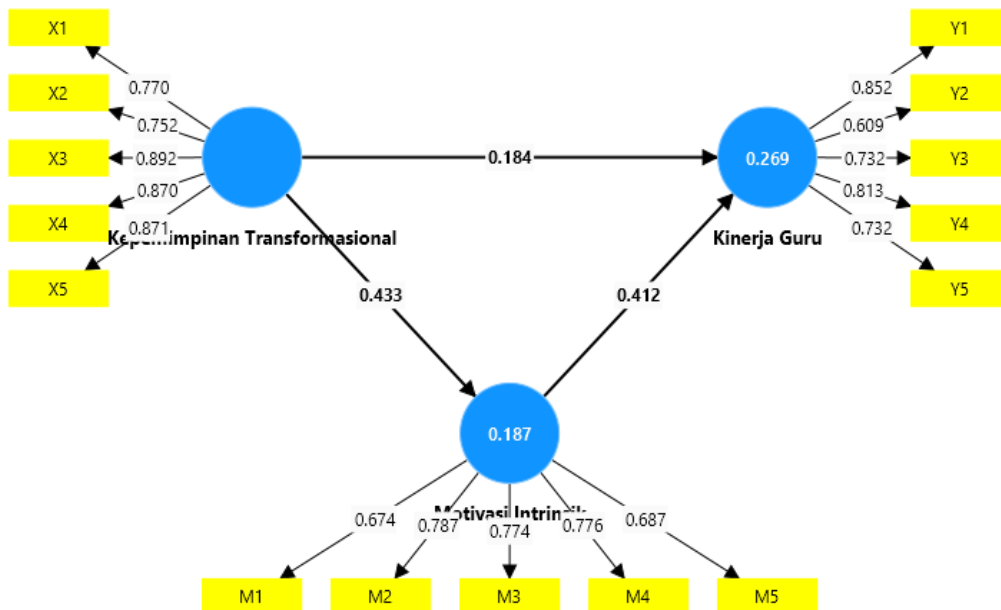 X1
X2
X3
X4
X5
0.770
0.752
0.892
0.870
0.871
Kepemimpinan Transformasional
0.184
0.433
0.412
0.269
Kinerja Guru
0.852
0.609
0.732
0.813
0.732
Y1
Y2
Y3
Y4
Y5
0.187
Motivasi Intrinsik
0.674
0.787
0.774
0.776
0.687
M1
M2
M3
M4
M5